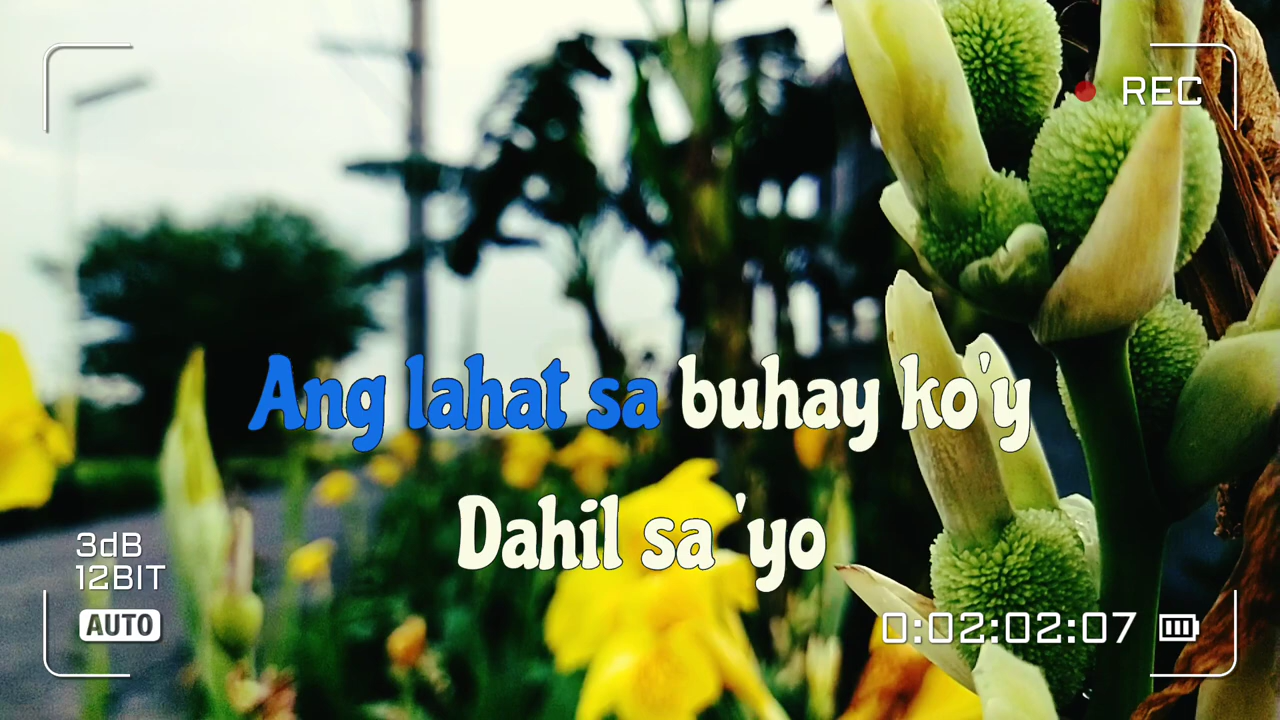 REC
Ang lahat sa buhay ko'y
Dahil sa 'yo
3dB
12BIT
AUTO
0:02:02:07